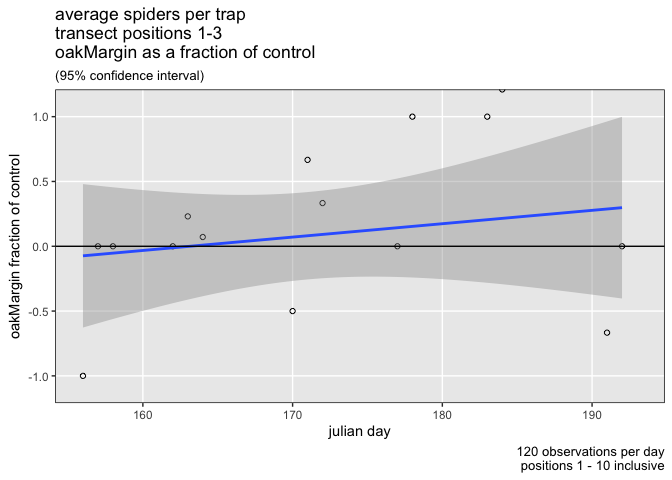 average spiders per trap
transect positions 1-3
oakMargin as a fraction of control
(95% confidence interval)
oakMargin fraction of control
1.0
0.5
0.0
-0.5
-1.0
160 170 180 190
julian day
120 observations per day
positions 1 - 10 inclusive